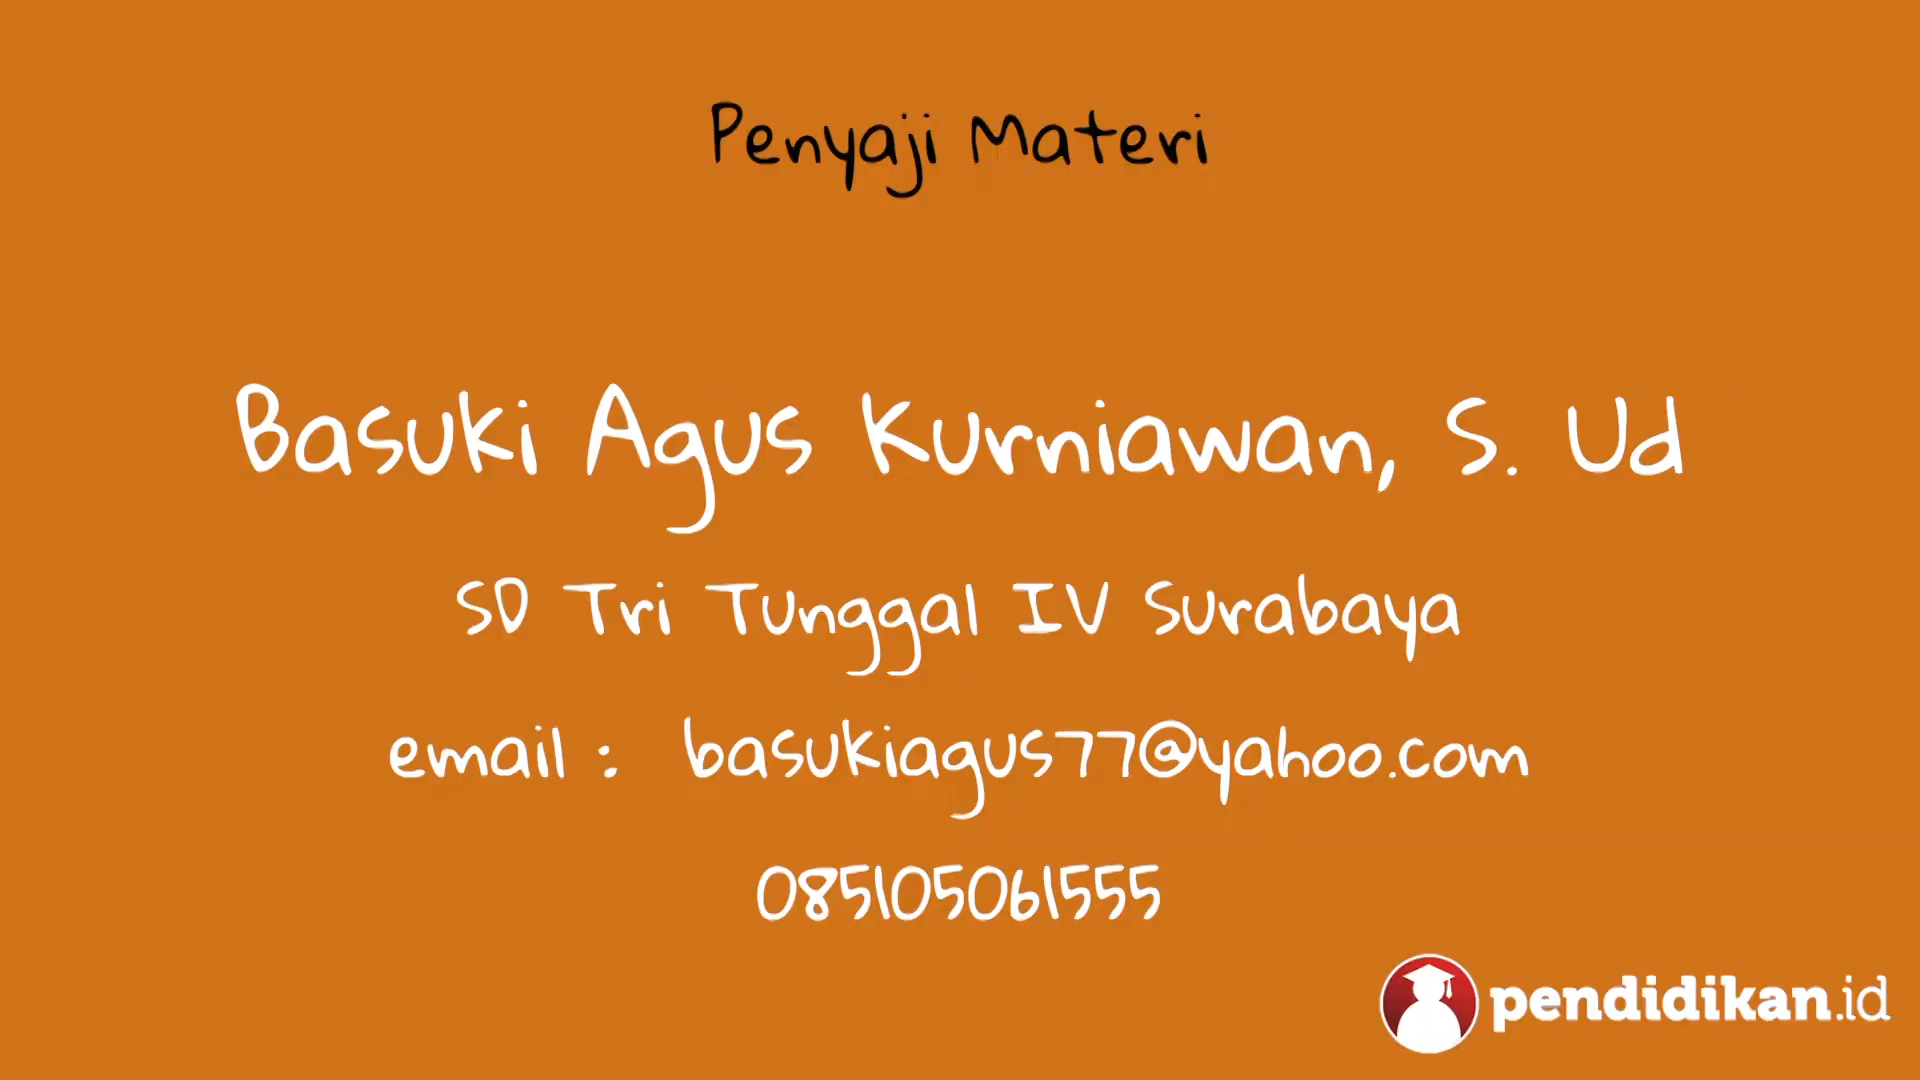 Penyaji Materi
Basuki Agus Kurniawan, S. Ud
SD Tri Tunggal IV Surabaya
email : basukiagus77@yahoo.com
085105061555
pendidikan.id